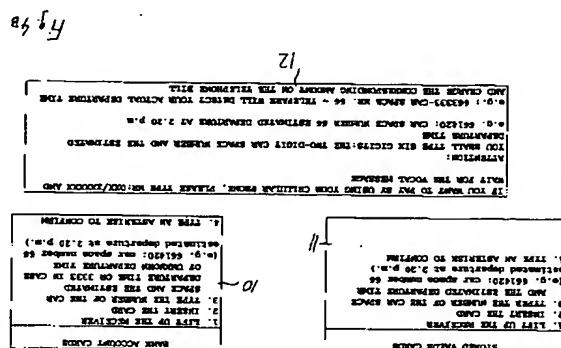 STORED VALUE CARDS
1. LIFT UP THE RECEIVER
2. INSERT THE CARD
3. TYPES THE NUMBER OF THE CAR SPACE
AND THE ESTIMATED DEPARTURE TIME
(e.g. 661420: car space number 66
estimated departure at 2.20 p.m.)
4. TYPE AN ASTERISK TO CONFIRM
11
BANK ACCOUNT CARDS
1. LIFT UP THE RECEIVER
2. INSERT THE CARD
3. TYPE THE NUMBER OF THE CAR
SPACE AND THE ESTIMATED
DEPARTURE TIME OR 3333 IN CASE
OF UNKNOWN DEPARTURE TIME
(e.g. 661420: car space number 66
estimated departure at 2.20 p.m.)
4. TYPE AN ASTERISK TO CONFIRM
10
IF YOU WANT TO PAY BY USING YOUR CELLULAR PHONE, PLEASE TYPE NR:0XX/XXXXXX AND
WAIT FOR THE VOCAL MESSAGE
ATTENTION:
YOU SHALL TYPE SIX DIGITS: THE TWO-DIGIT CAR SPACE NUMBER AND THE ESTIMATED
DEPARTURE TIME
e.g. 661420: CAR SPACE NUMBER 66 ESTIMATED DEPARTURE AT 2.20 p.m
e.g.: 663333-CAR SPACE NR. 66 - TELEPARK WILL DETECT YOUR ACTUAL DEPARTURE TIME
AND CHARGE THE CORRESPONDING AMOUNT ON THE TELEPHONE BILL
12
Fig 4B